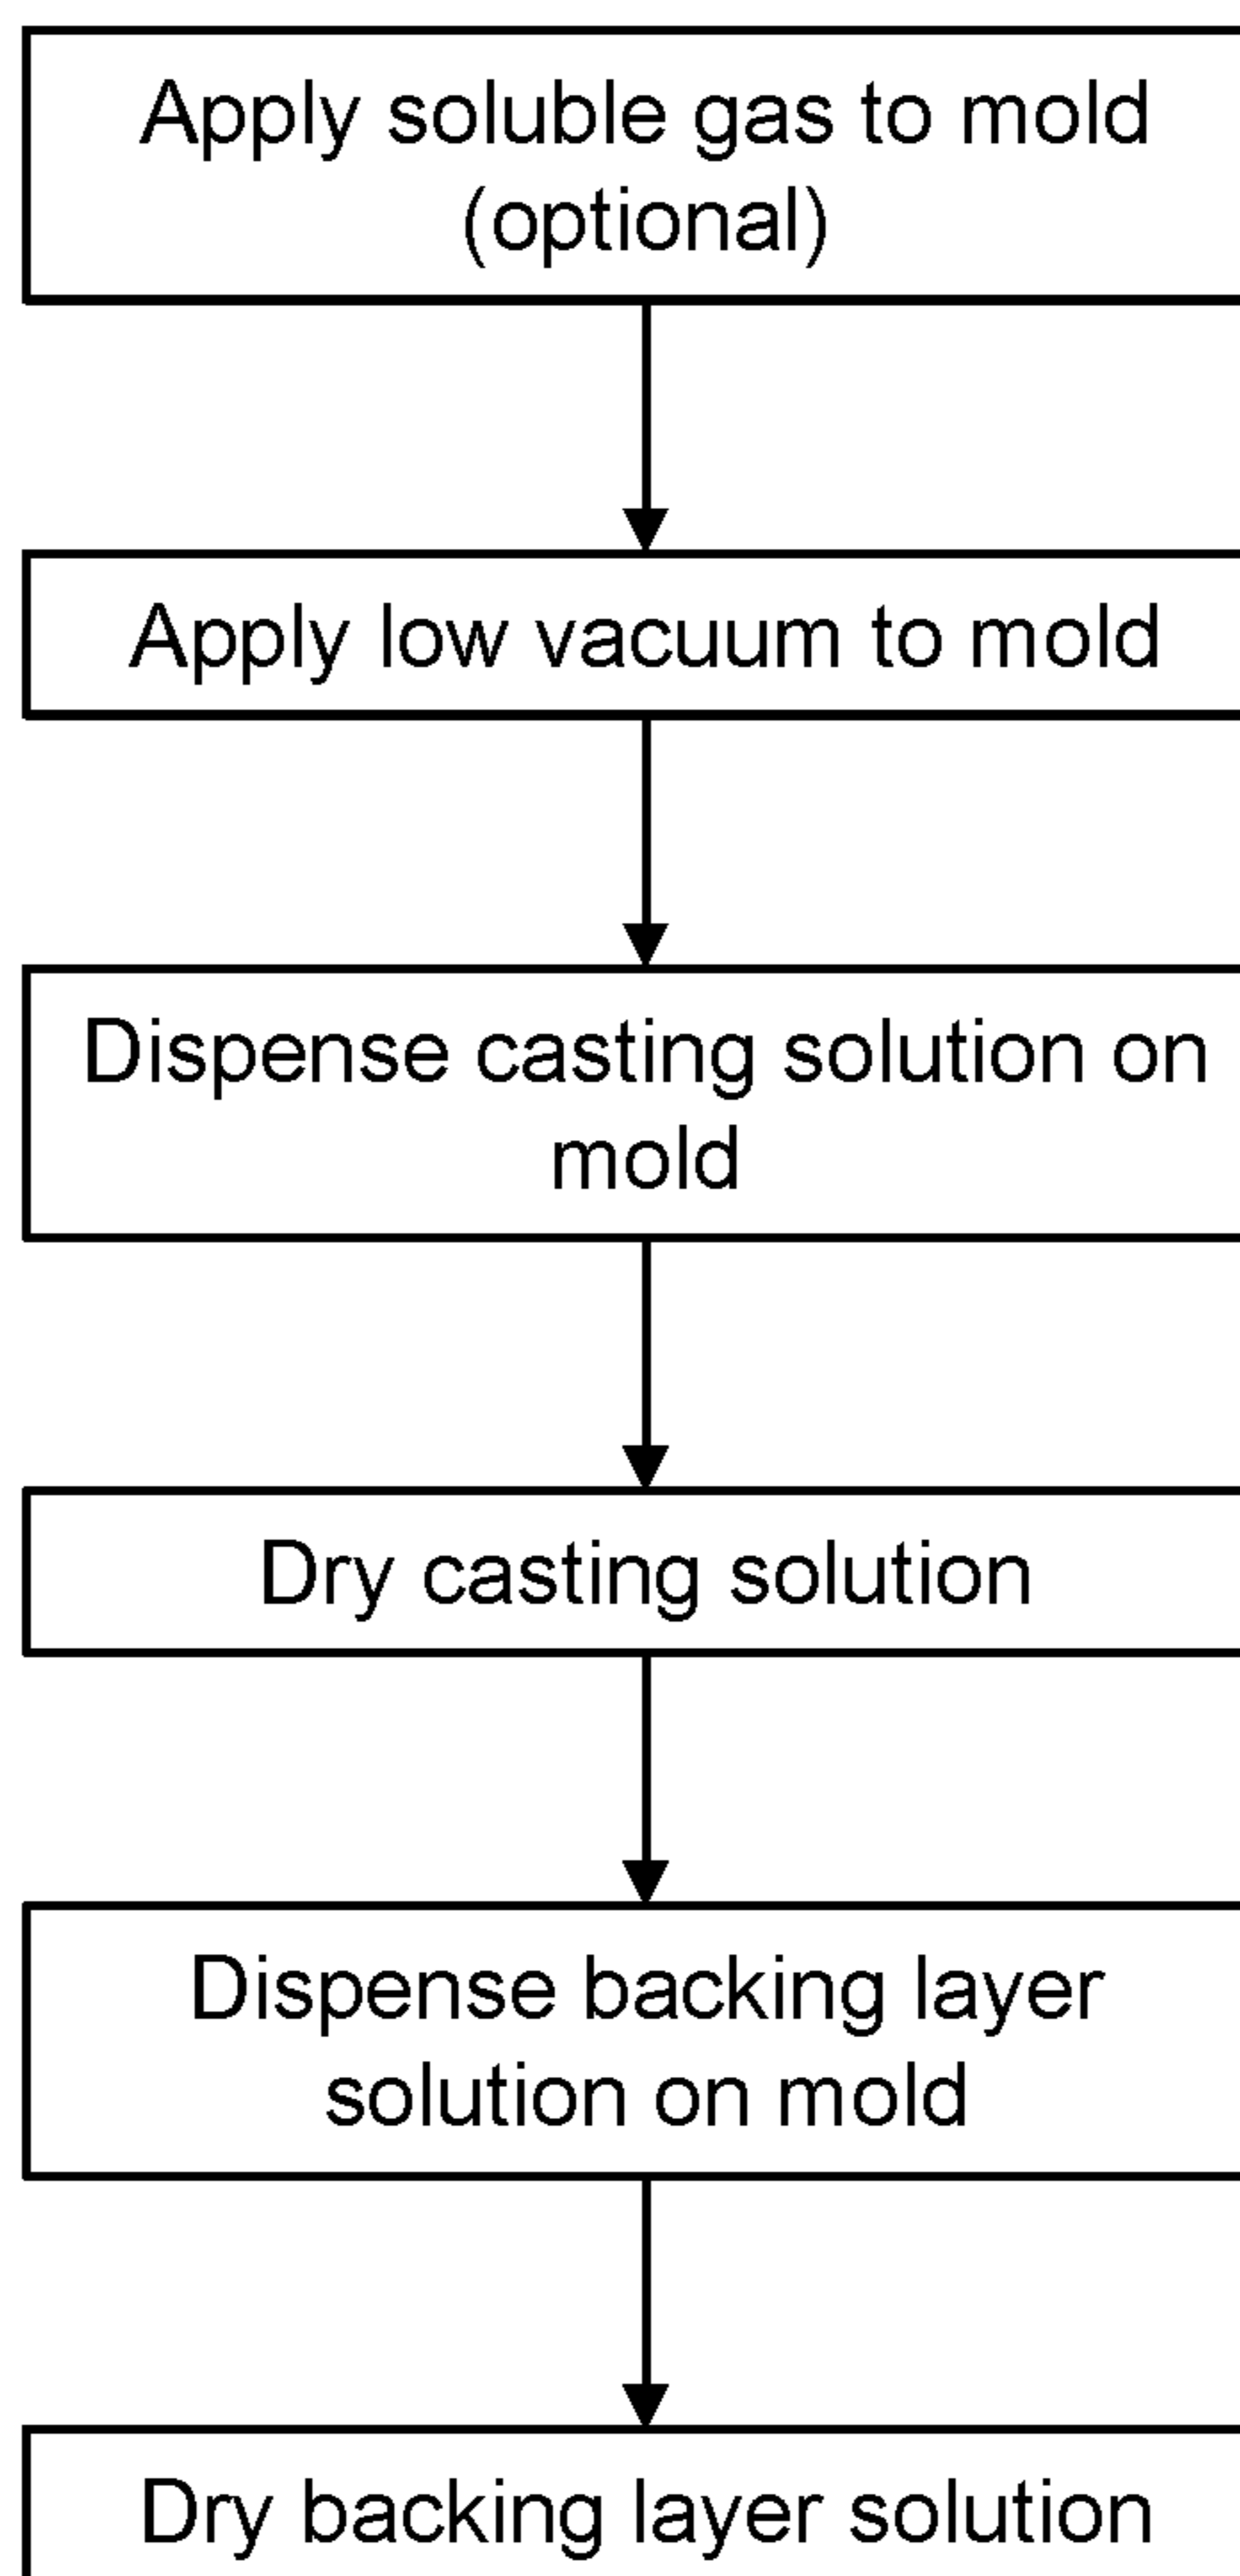 Apply soluble gas to mold
(optional)
Apply low vacuum to mold
Dispense casting solution on
mold
Dry casting solution
Dispense backing layer
solution on mold
Dry backing layer solution